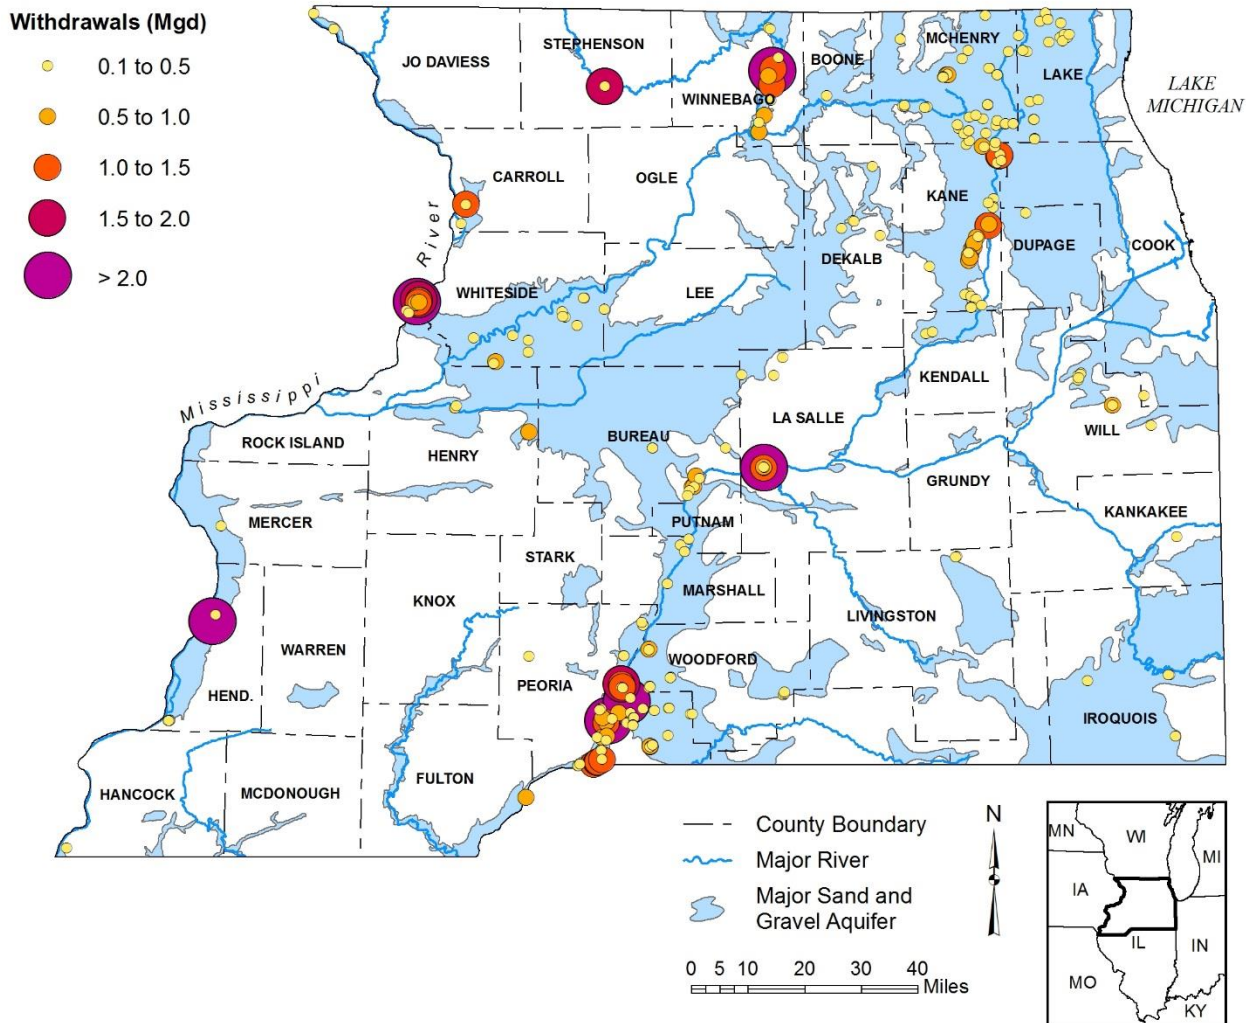 Withdrawals (Mgd)
0.1 to 0.5
0.5 to 1.0
1.0 to 1.5
1.5 to 2.0
> 2.0
JO DAVIESS
STEPHENSON
WINNEBAGO
BOONE
MCHENRY
LAKE
LAKE
MICHIGAN
CARROLL
OGLE
KANE
DEKALB
DUPAGE
COOK
WHITESIDE
LEE
Mississippi
River
KENDALL
ROCK ISLAND
HENRY
BUREAU
LA SALLE
WILL
GRUNDY
MERCER
PUTNAM
KANKAKEE
STARK
KNOX
MARSHALL
LIVINGSTON
WARREN
HEND.
PEORIA
WOODFORD
IROQUOIS
HANCOCK
MCDONOUGH
FULTON
County Boundary
Major River
Major Sand and
Gravel Aquifer
N
0 5 10 20 30 40
Miles
MN
WI
MI
IA
IL
IN
MO
KY